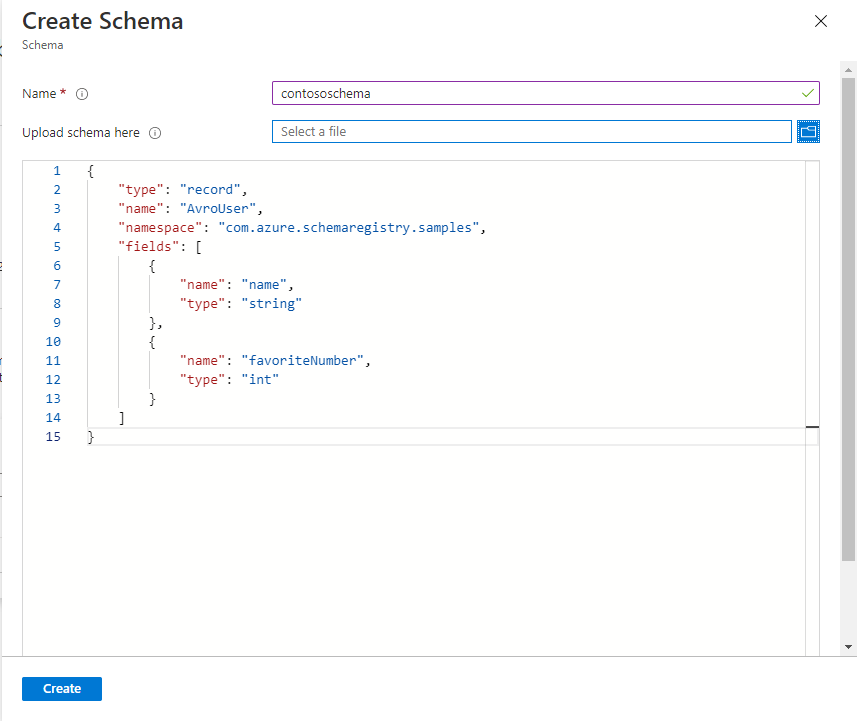 Create Schema
Schema
Name *
contososchema
Upload schema here
Select a file
1 {
2     "type": "record",
3     "name": "AvroUser",
4     "namespace": "com.azure.schemaregistry.samples",
5     "fields": [
6         {
7             "name": "name",
8             "type": "string"
9         },
10         {
11             "name": "favoriteNumber",
12             "type": "int"
13         }
14     ]
15 }
Create